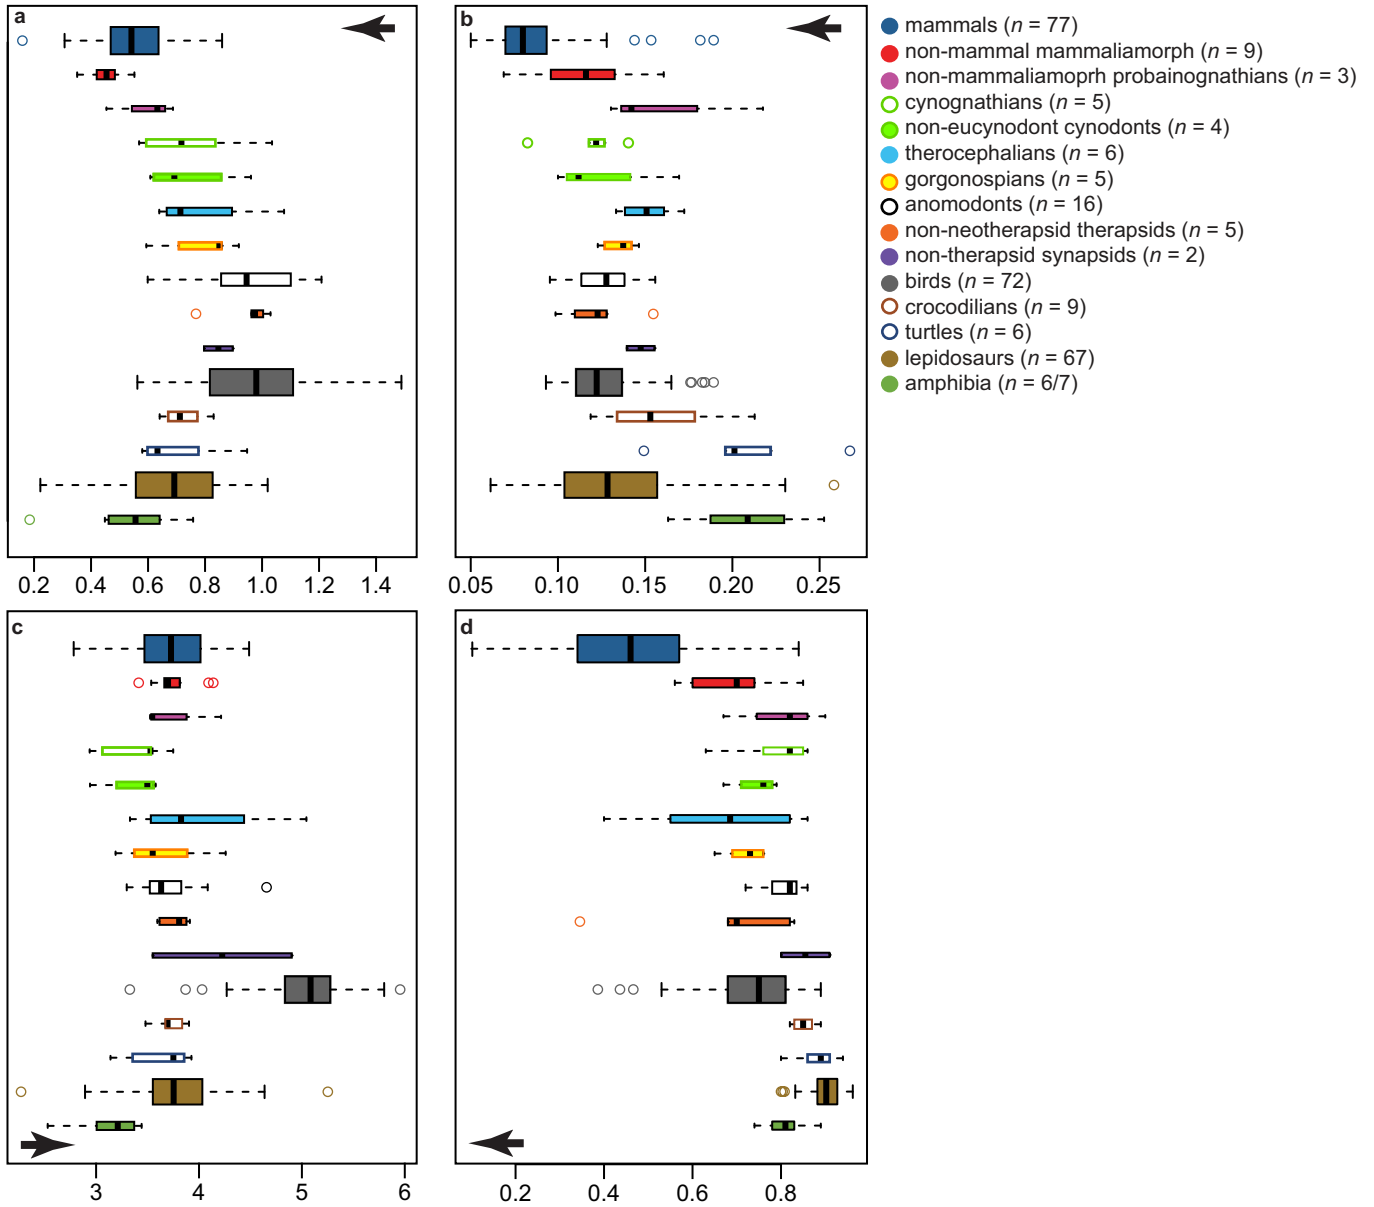 a
b
mammals (n = 77)
non-mammal mammaliamorph (n = 9)
non-mammaliamoprh probainognathians (n = 3)
cynognathians (n = 5)
non-eucynodont cynodonts (n = 4)
therocephalians (n = 6)
gorgonospians (n = 5)
anomodonts (n = 16)
non-neotherapsid therapsids (n = 5)
non-therapsid synapsids (n = 2)
birds (n = 72)
crocodilians (n = 9)
turtles (n = 6)
lepidosaurs (n = 67)
amphibia (n = 6/7)
0.2 0.4 0.6 0.8 1.0 1.2 1.4
0.05 0.10 0.15 0.20 0.25
c
d
3 4 5 6
0.2 0.4 0.6 0.8